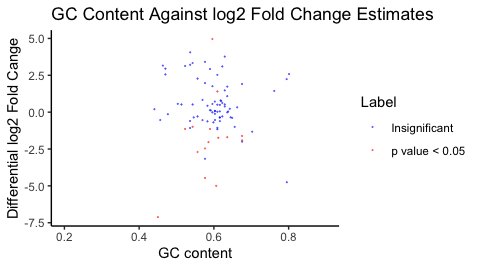 GC Content Against log2 Fold Change Estimates
Differential log2 Fold Cange
5.0
2.5
0.0
-2.5
-5.0
-7.5
0.2 0.4 0.6 0.8
GC content
Label
Insignificant
p value < 0.05